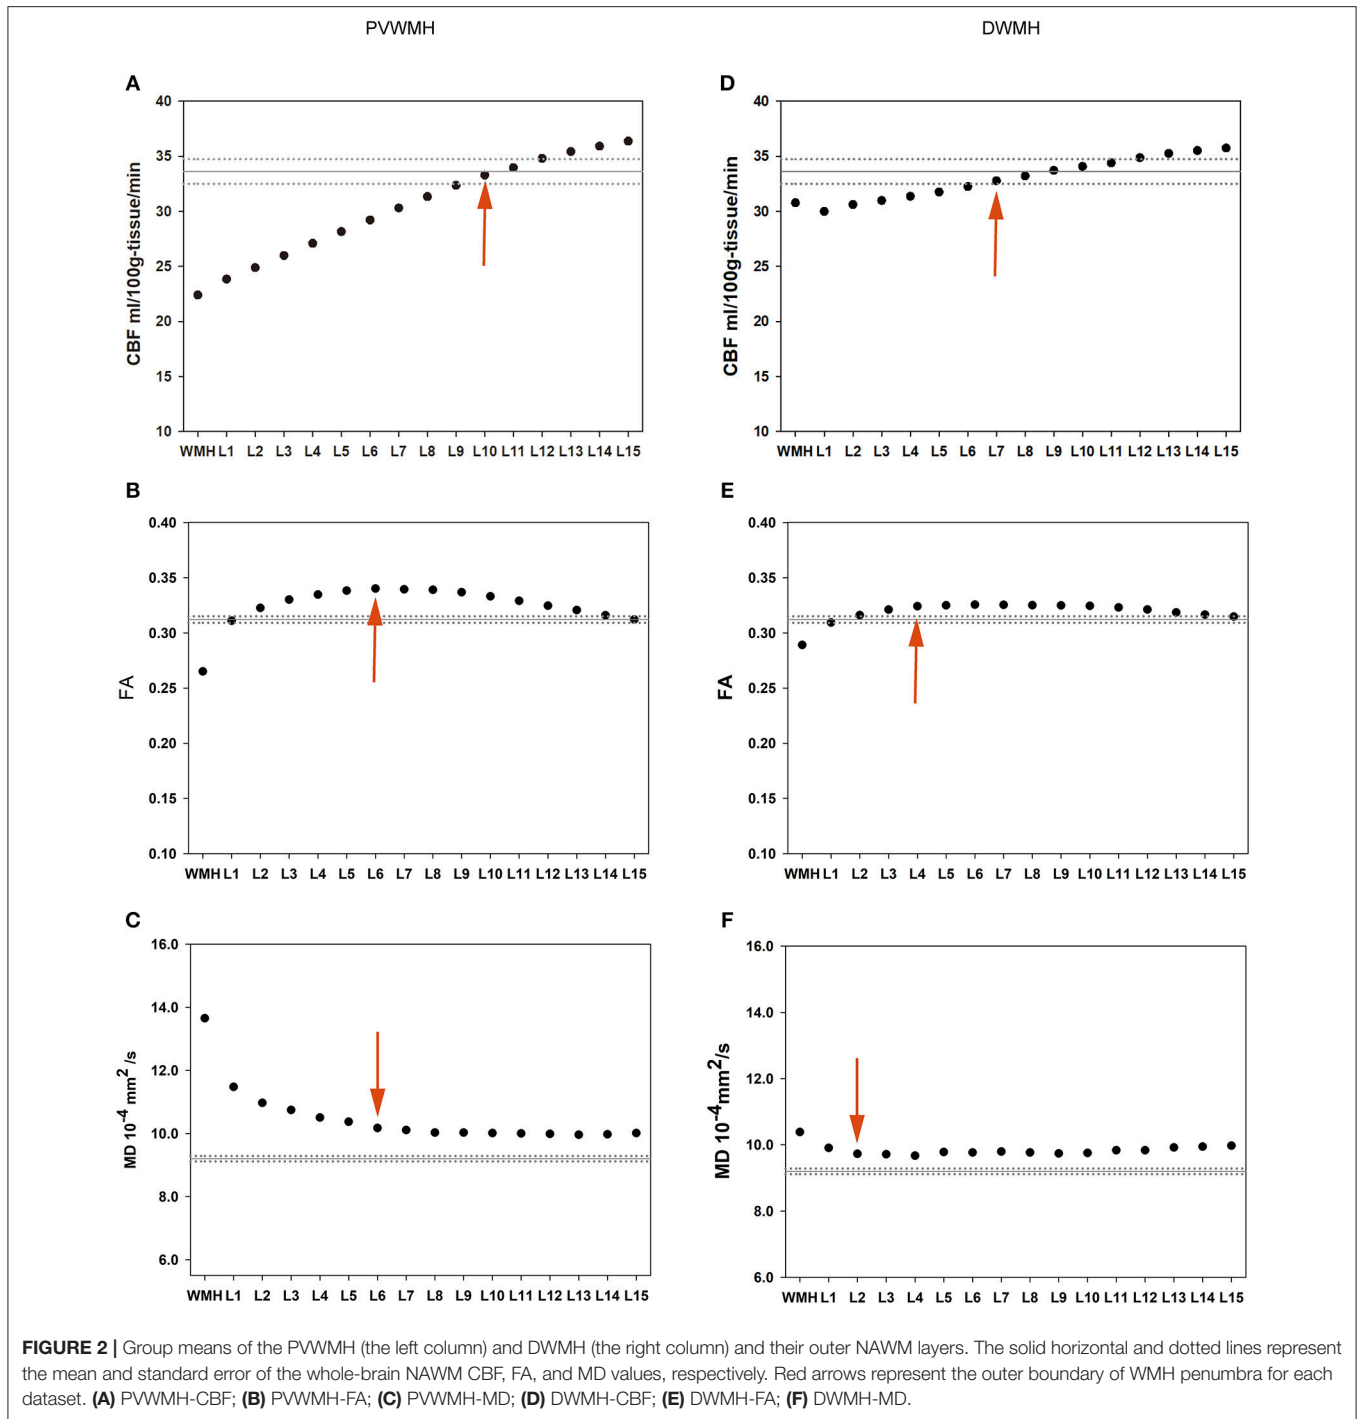 PVWMH
DWMH
A
40
35
30
25
20
15
10
CBF ml/100g-tissue/min
WMH L1 L2 L3 L4 L5 L6 L7 L8 L9 L10 L11 L12 L13 L14 L15
D
40
35
30
25
20
15
10
CBF ml/100g-tissue/min
WMH L1 L2 L3 L4 L5 L6 L7 L8 L9 L10 L11 L12 L13 L14 L15
B
0.40
0.35
0.30
0.25
0.20
0.15
0.10
FA
WMH L1 L2 L3 L4 L5 L6 L7 L8 L9 L10 L11 L12 L13 L14 L15
E
0.40
0.35
0.30
0.25
0.20
0.15
0.10
FA
WMH L1 L2 L3 L4 L5 L6 L7 L8 L9 L10 L11 L12 L13 L14 L15
C
16.0
14.0
12.0
10.0
8.0
6.0
MD 10⁻⁴ mm²/s
WMH L1 L2 L3 L4 L5 L6 L7 L8 L9 L10 L11 L12 L13 L14 L15
F
16.0
14.0
12.0
10.0
8.0
6.0
MD 10⁻⁴mm²/s
WMH L1 L2 L3 L4 L5 L6 L7 L8 L9 L10 L11 L12 L13 L14 L15
FIGURE 2 | Group means of the PVWMH (the left column) and DWMH (the right column) and their outer NAWM layers. The solid horizontal and dotted lines represent
the mean and standard error of the whole-brain NAWM CBF, FA, and MD values, respectively. Red arrows represent the outer boundary of WMH penumbra for each
dataset. (A) PVWMH-CBF; (B) PVWMH-FA; (C) PVWMH-MD; (D) DWMH-CBF; (E) DWMH-FA; (F) DWMH-MD.